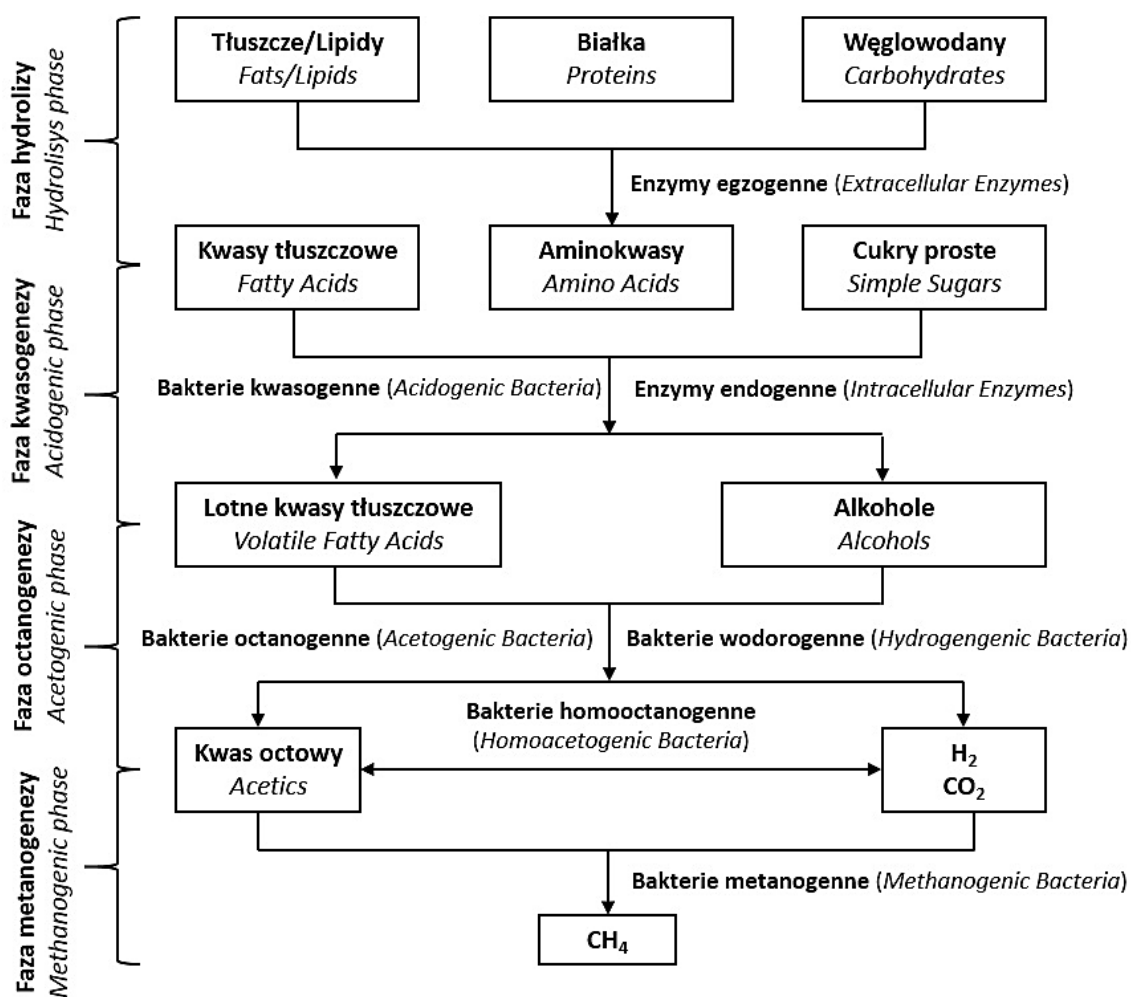 Tłuszcze/Lipidy
Fats/Lipids
Białka
Proteins
Węglowodany
Carbohydrates
Faza hydrolizy
Hydrolisys phase
Enzymy egzogenne (Extracellular Enzymes)
Kwasy tłuszczowe
Fatty Acids
Aminokwasy
Amino Acids
Cukry proste
Simple Sugars
Faza kwasogenezy
Acidogenic phase
Bakterie kwasogenne (Acidogenic Bacteria)
Enzymy endogenne (Intracellular Enzymes)
Lotne kwasy tłuszczowe
Volatile Fatty Acids
Alkohole
Alcohols
Faza octanogenezy
Acetogenic phase
Bakterie octanogenne (Acetogenic Bacteria)
Bakterie wodorogenne (Hydrogengenic Bacteria)
Bakterie homooctanogenne
(Homoacetogenic Bacteria)
Kwas octowy
Acetics
H₂
CO₂
Faza metanogenezy
Methanogenic phase
Bakterie metanogenne (Methanogenic Bacteria)
CH₄